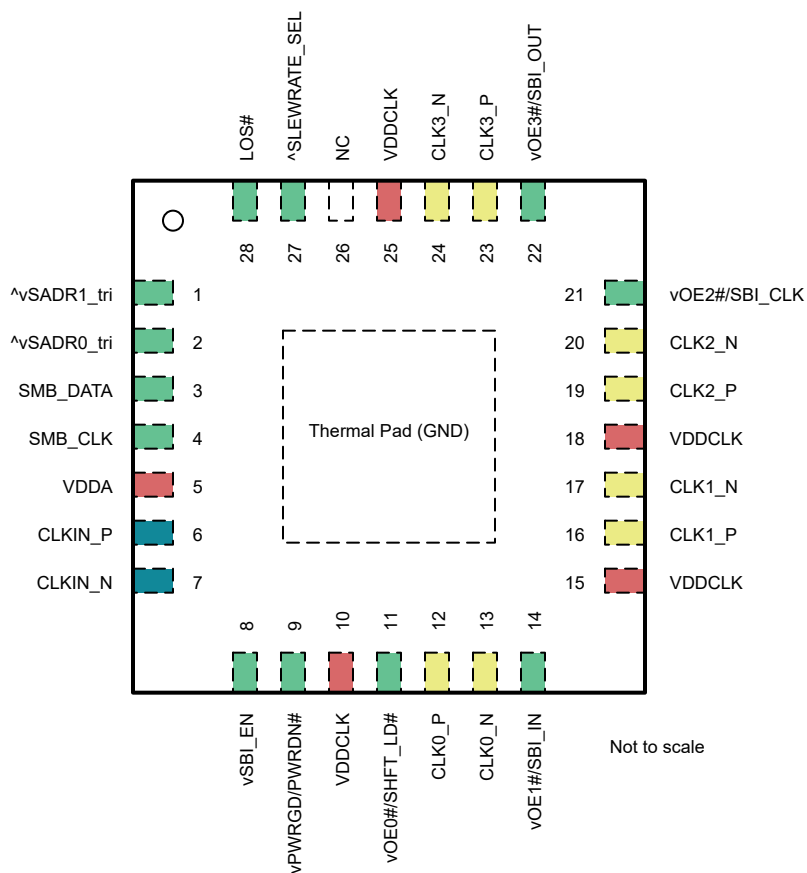 LOS#
^SLEWRATE_SEL
NC
VDDCLK
CLK3_N
CLK3_P
vOE3#/SBI_OUT
28
27
26
25
24
23
22
^vSADR1_tri
1
^vSADR0_tri
2
SMB_DATA
3
SMB_CLK
4
VDDA
5
CLKIN_P
6
CLKIN_N
7
Thermal Pad (GND)
21
vOE2#/SBI_CLK
20
CLK2_N
19
CLK2_P
18
VDDCLK
17
CLK1_N
16
CLK1_P
15
VDDCLK
8
9
10
11
12
13
14
vSBI_EN
vPWRGD/PWRDN#
VDDCLK
vOE0#/SHFT_LD#
CLK0_P
CLK0_N
vOE1#/SBI_IN
Not to scale